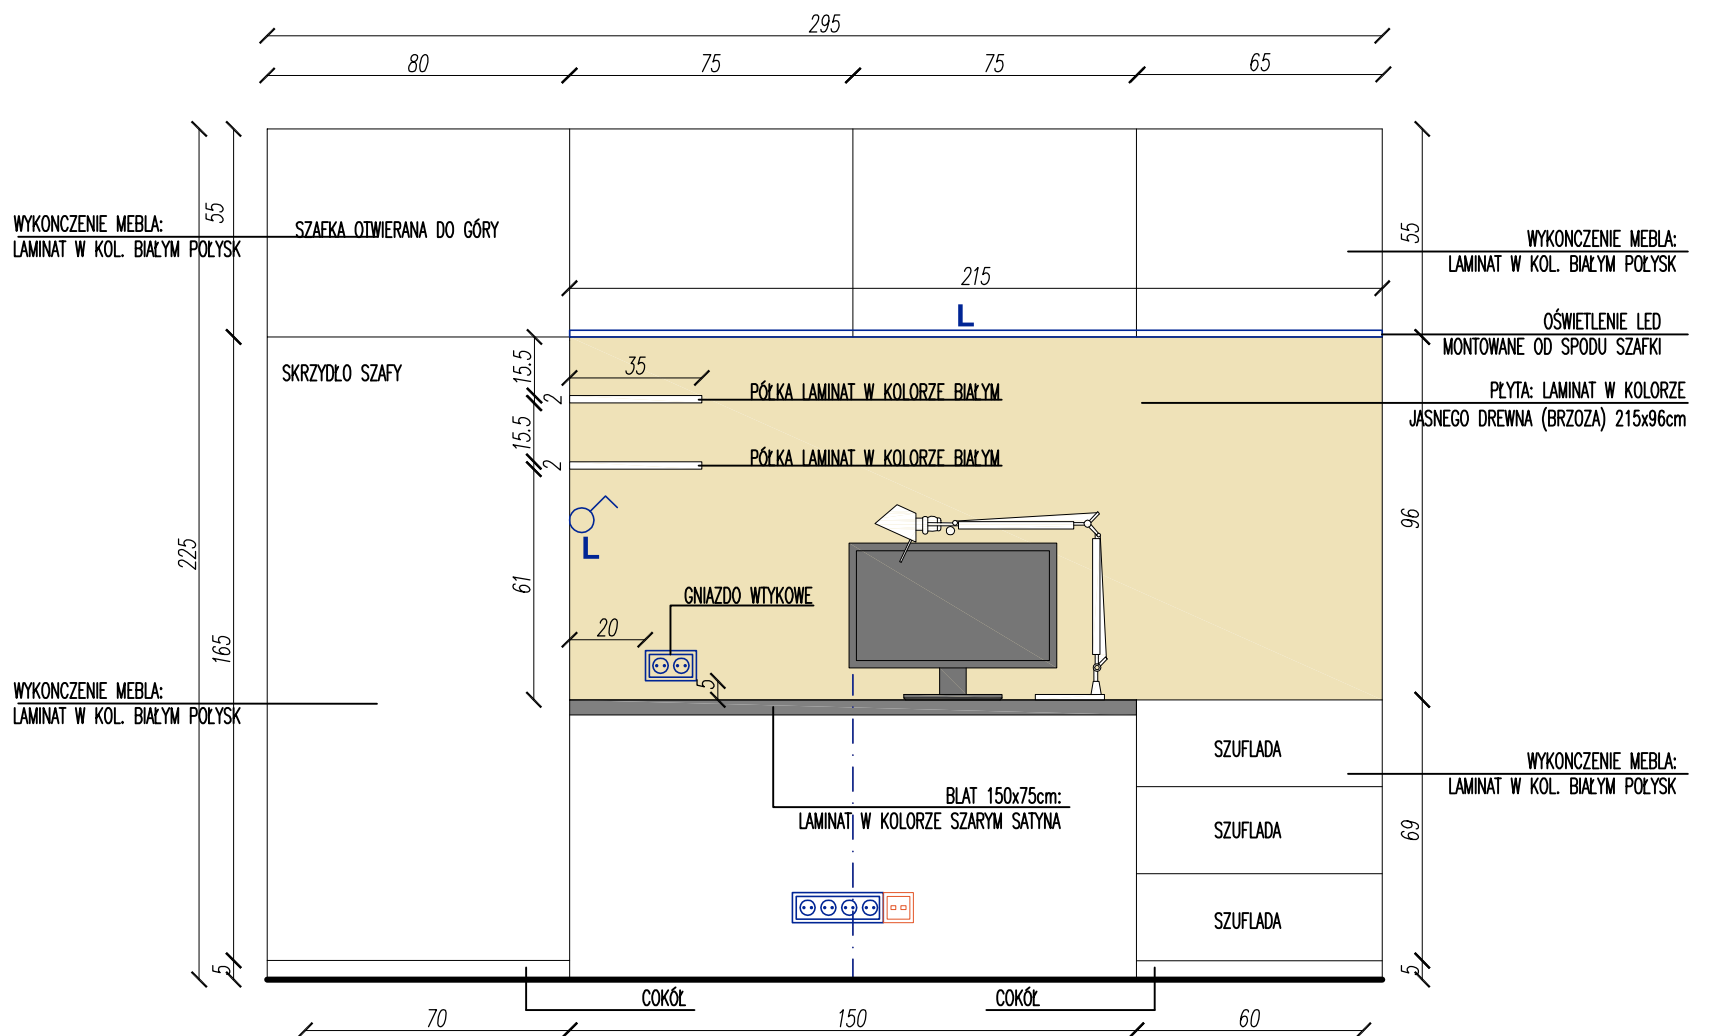 295
80
75
75
65
WYKONCZENIE MEBLA:
LAMINAT W KOL. BIAŁYM POŁYSK
55
SZAFKA OTWIERANA DO GÓRY
55
WYKONCZENIE MEBLA:
LAMINAT W KOL. BIAŁYM POŁYSK
215
L
OŚWIETLENIE LED
MONTOWANE OD SPODU SZAFKI
SKRZYDŁO SZAFY
15.5
35
2
PÓŁKA LAMINAT W KOLORZE BIAŁYM
PŁYTA: LAMINAT W KOLORZE
JASNEGO DREWNA (BRZOZA) 215x96cm
15.5
2
PÓŁKA LAMINAT W KOLORZE BIAŁYM
L
96
225
61
GNIAZDO WTYKOWE
20
165
5
WYKONCZENIE MEBLA:
LAMINAT W KOL. BIAŁYM POŁYSK
SZUFLADA
WYKONCZENIE MEBLA:
LAMINAT W KOL. BIAŁYM POŁYSK
BLAT 150x75cm:
LAMINAT W KOLORZE SZARYM SATYNA
SZUFLADA
69
SZUFLADA
5
5
COKÓŁ
COKÓŁ
70
150
60